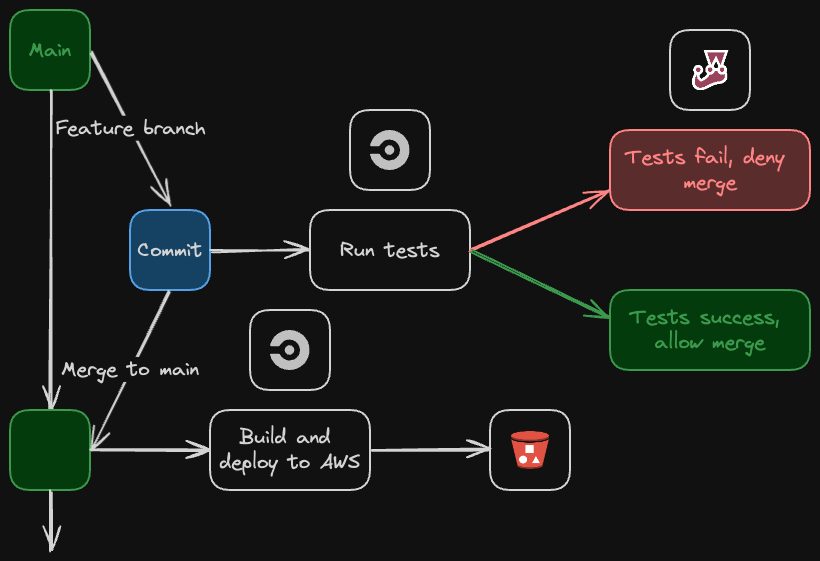 Main
Feature branch
Tests fail, deny
merge
Commit
Run tests
Tests success,
allow merge
Merge to main
Build and
deploy to AWS